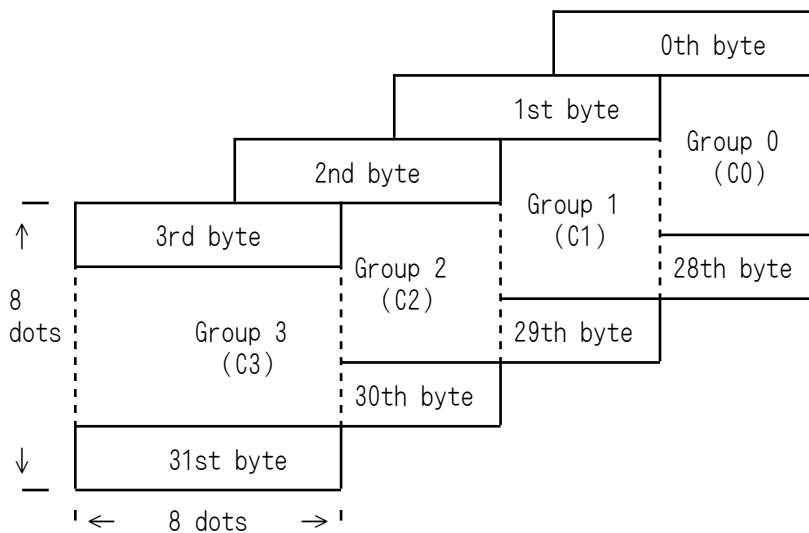 0th byte
1st byte
Group 0
(C0)
2nd byte
Group 1
(C1)
3rd byte
Group 2
(C2)
28th byte
8
dots
Group 3
(C3)
29th byte
30th byte
31st byte
8 dots